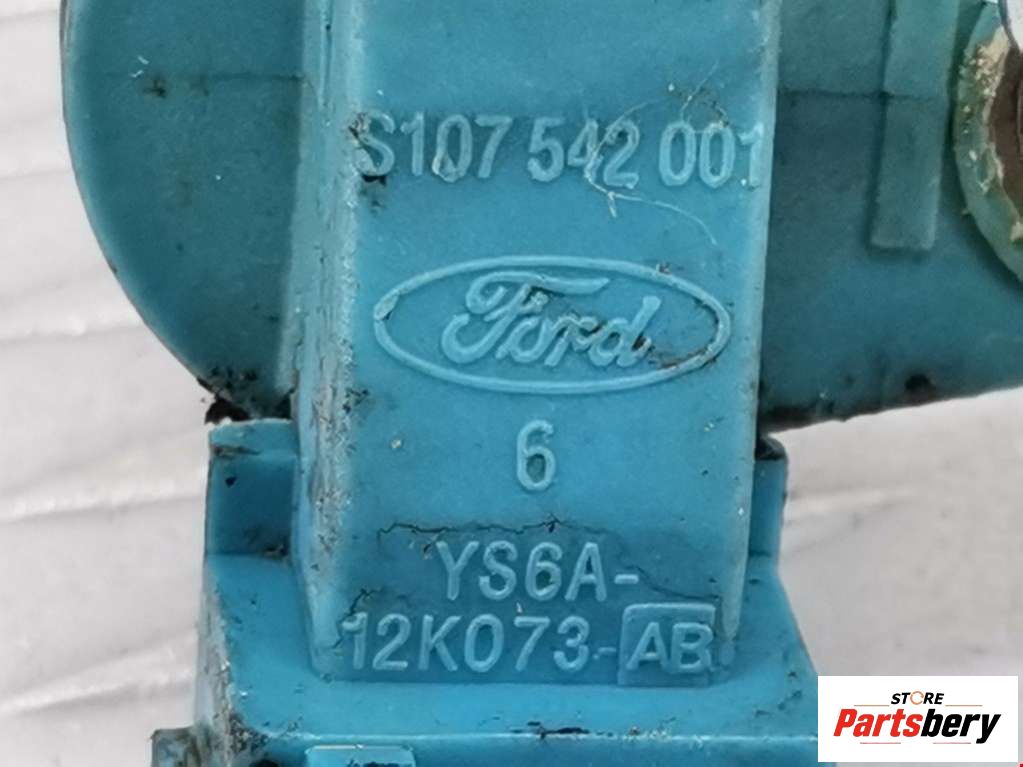 S107 542 001
Ford
6
YS6A-
12K073-AB
STORE
Partsbery